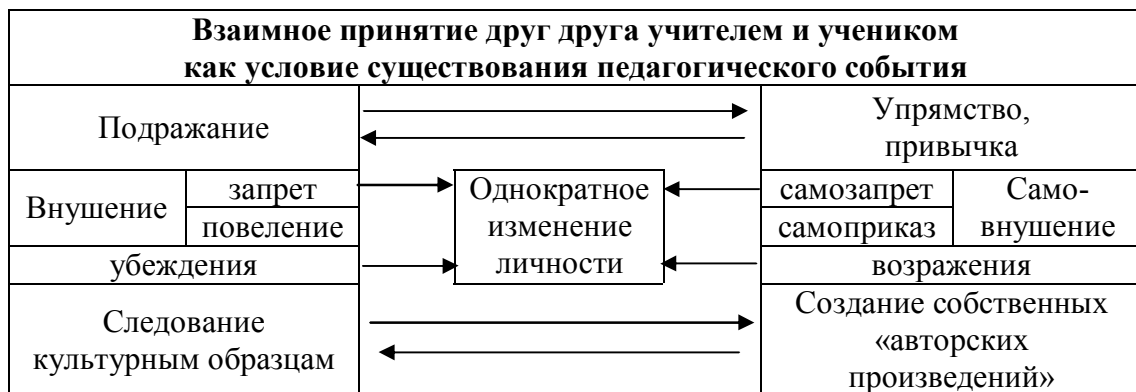 Взаимное принятие друг друга учителем и учеником
как условие существования педагогического события
Подражание
Упрямство,
привычка
Внушение
запрет
повеление
Однократное
изменение
личности
самозапрет
самоприказ
Само-
внушение
убеждения
возражения
Следование
культурным образцам
Создание собственных
«авторских
произведений»